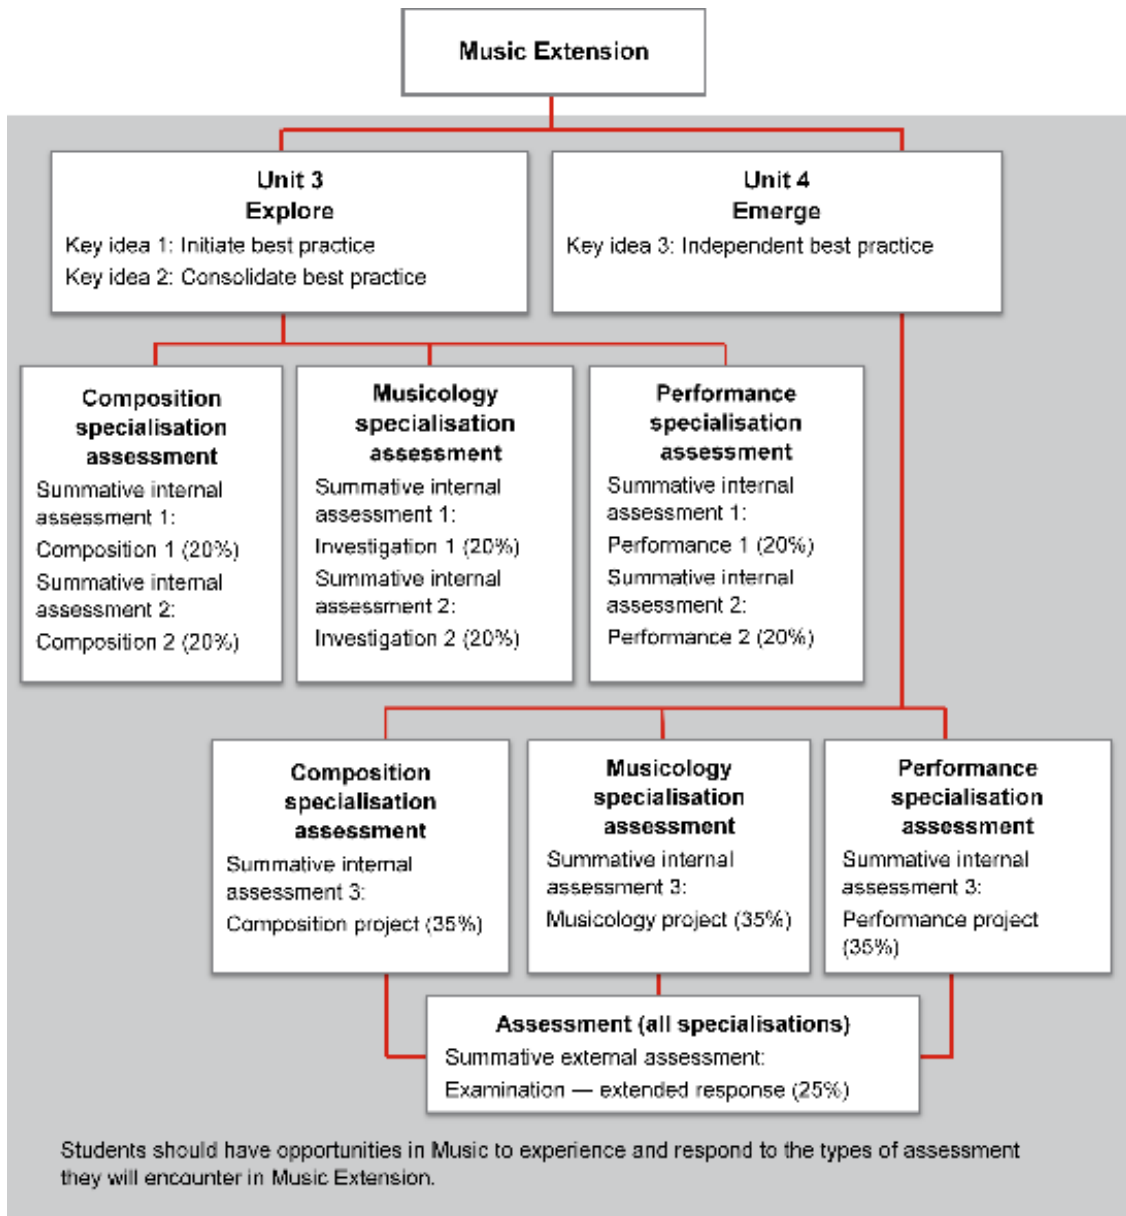 Music Extension
Unit 3
Explore
Key idea 1: Initiate best practice
Key idea 2: Consolidate best practice
Unit 4
Emerge
Key idea 3: Independent best practice
Composition
specialisation
assessment
Summative internal
assessment 1:
Composition 1 (20%)
Summative internal
assessment 2:
Composition 2 (20%)
Musicology
specialisation
assessment
Summative internal
assessment 1:
Investigation 1 (20%)
Summative internal
assessment 2:
Investigation 2 (20%)
Performance
specialisation
assessment
Summative internal
assessment 1:
Performance 1 (20%)
Summative internal
assessment 2:
Performance 2 (20%)
Composition
specialisation
assessment
Summative internal
assessment 3:
Composition project (35%)
Musicology
specialisation
assessment
Summative internal
assessment 3:
Musicology project (35%)
Performance
specialisation
assessment
Summative internal
assessment 3:
Performance project
(35%)
Assessment (all specialisations)
Summative external assessment:
Examination — extended response (25%)
Students should have opportunities in Music to experience and respond to the types of assessment
they will encounter in Music Extension.